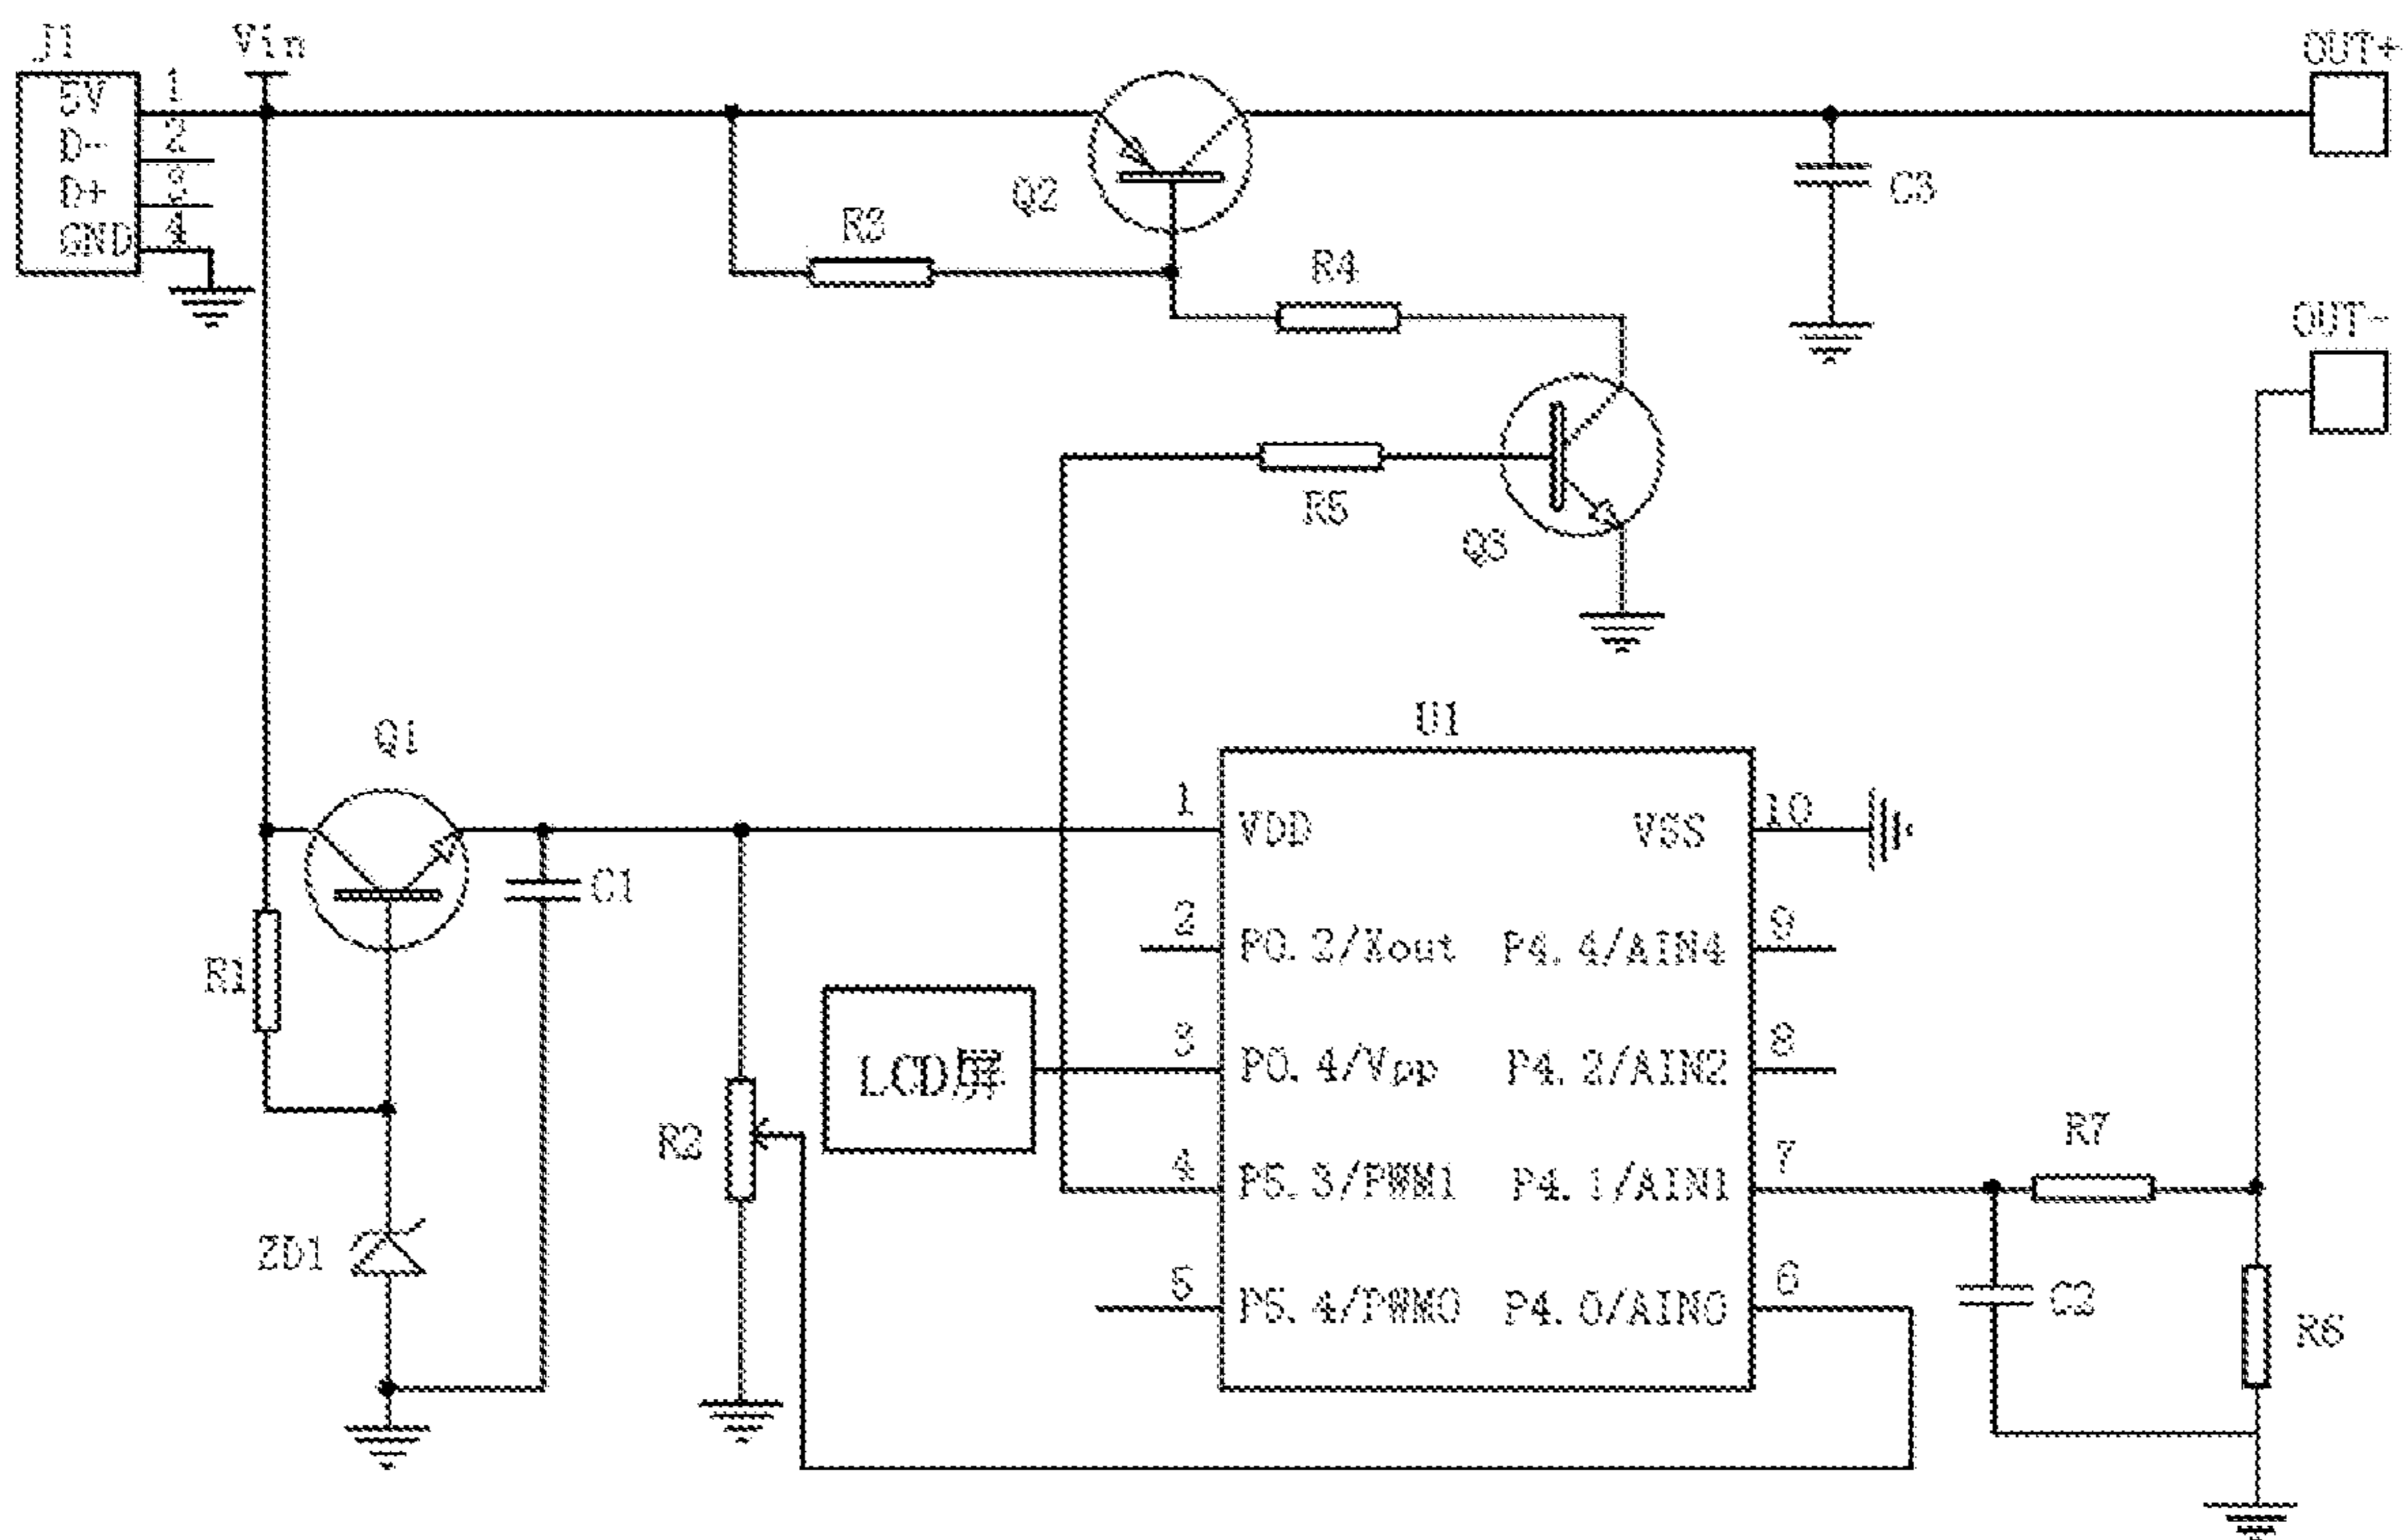 J1
Vin
OUT+
5V 1
D- 2
D+ 3
GND 4
Q2
C3
R3
R4
OUT-
R5
Q3
Q1
U1
1 VDD
VSS 10
C1
2 P0.2/Xout
P4.4/AIN4 9
R1
LCD屏
3 P0.4/Vpp
P4.2/AIN2 8
R2
4 P5.3/PWM1
P4.1/AIN1 7
R7
ZD1
5 P5.4/PWM0
P4.0/AIN0 6
C2
R6